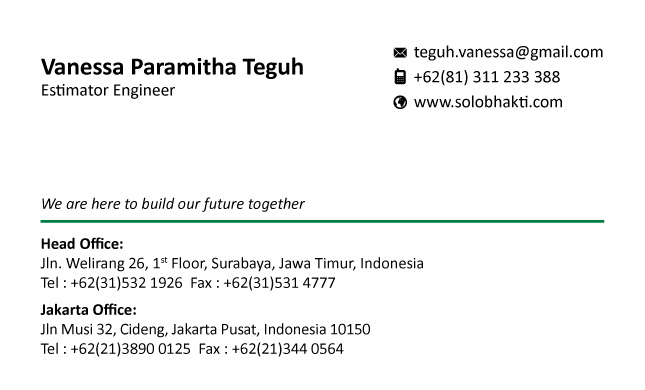 Vanessa Paramitha Teguh
Estimator Engineer
teguh.vanessa@gmail.com
+62(81) 311 233 388
www.solobhakti.com
We are here to build our future together
Head Office:
Jln. Welirang 26, 1st Floor, Surabaya, Jawa Timur, Indonesia
Tel : +62(31)532 1926  Fax : +62(31)531 4777
Jakarta Office:
Jln Musi 32, Cideng, Jakarta Pusat, Indonesia 10150
Tel : +62(21)3890 0125  Fax : +62(21)344 0564